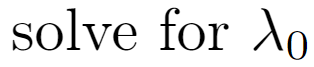 solve for λ₀